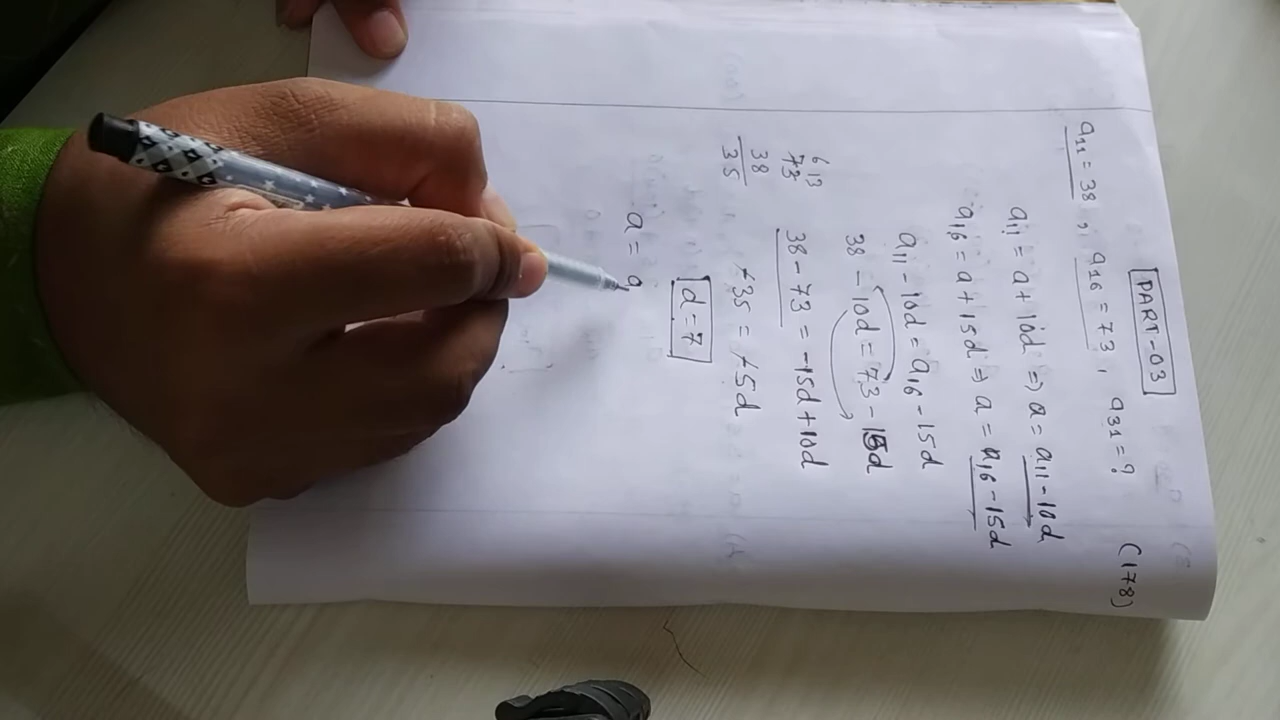 PART-03
(178)
a11 = 38, a16 = 73, a31 = ?
a11 = a + 10d ⇒ a = a11 - 10d
a16 = a + 15d ⇒ a = a16 - 15d
a11 - 10d = a16 - 15d
38 - 10d = 73 - 15d
6 13
73
38
35
38 - 73 = -15d + 10d
-35 = -5d
d = 7
a = a